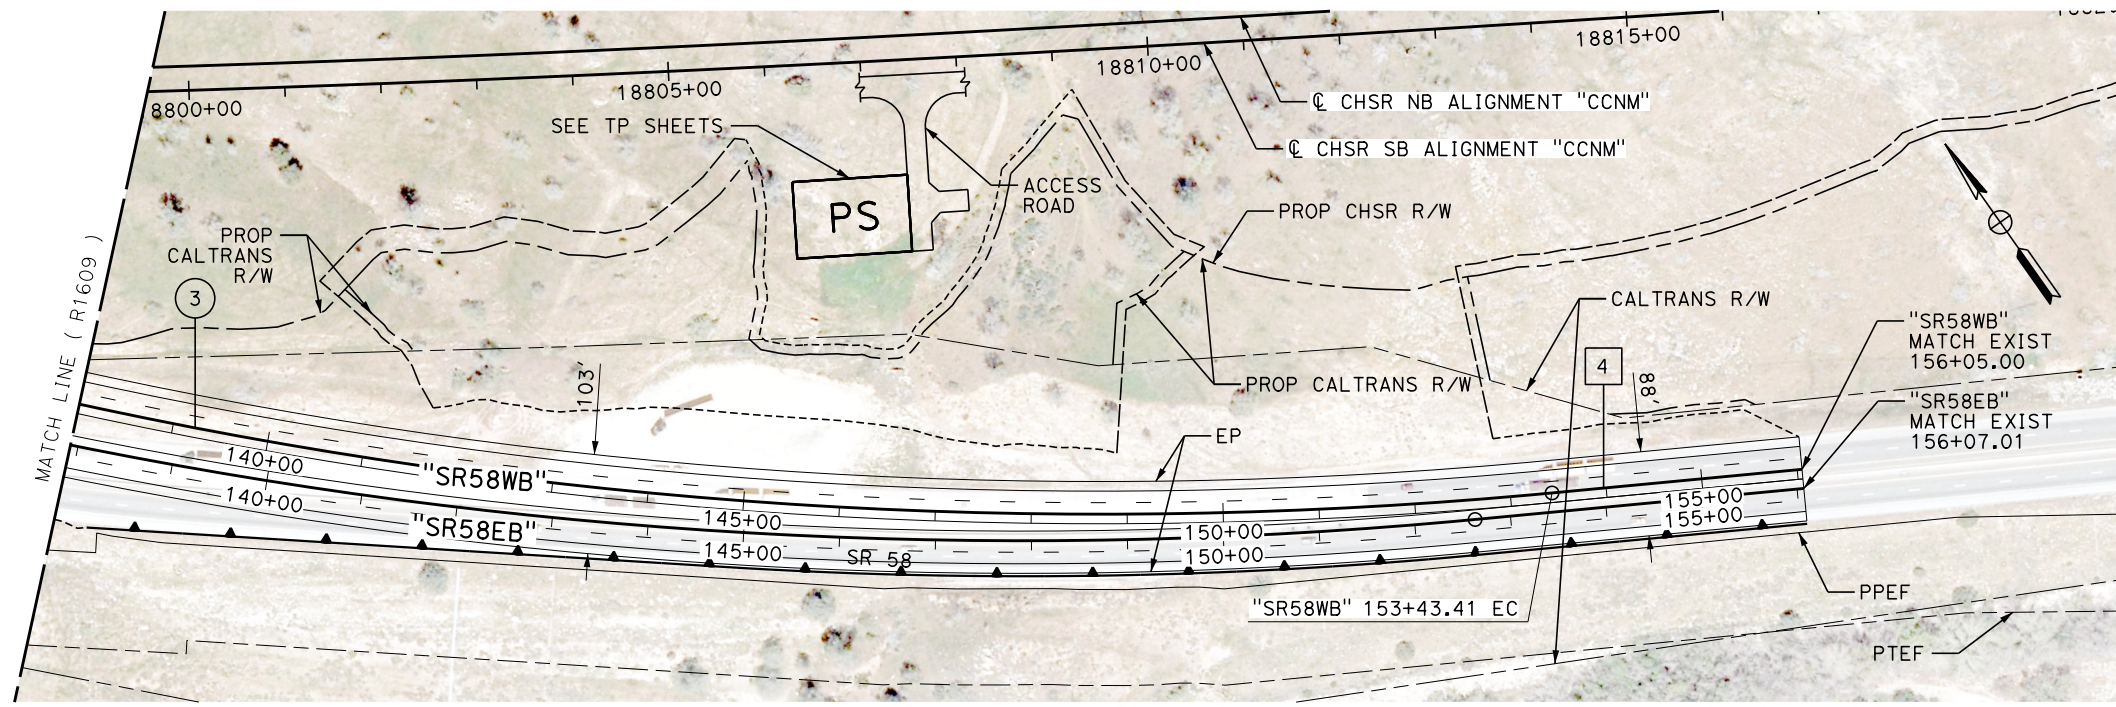 18815+00
18810+00
18805+00
8800+00
℄ CHSR NB ALIGNMENT "CCNM"
SEE TP SHEETS
℄ CHSR SB ALIGNMENT "CCNM"
ACCESS
ROAD
PS
PROP CHSR R/W
PROP
CALTRANS
R/W
MATCH LINE ( R1609 )
3
CALTRANS R/W
"SR58WB"
MATCH EXIST
156+05.00
4
103'
88'
PROP CALTRANS R/W
"SR58EB"
MATCH EXIST
156+07.01
EP
140+00
"SR58WB"
140+00
"SR58EB"
145+00
145+00
SR 58
150+00
150+00
155+00
155+00
"SR58WB" 153+43.41 EC
PPEF
PTEF